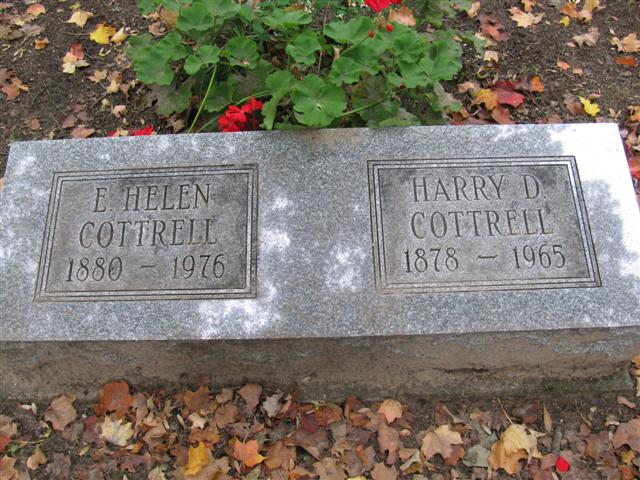 E. HELEN
COTTRELL
1880 – 1976
HARRY D.
COTTRELL
1878 – 1965